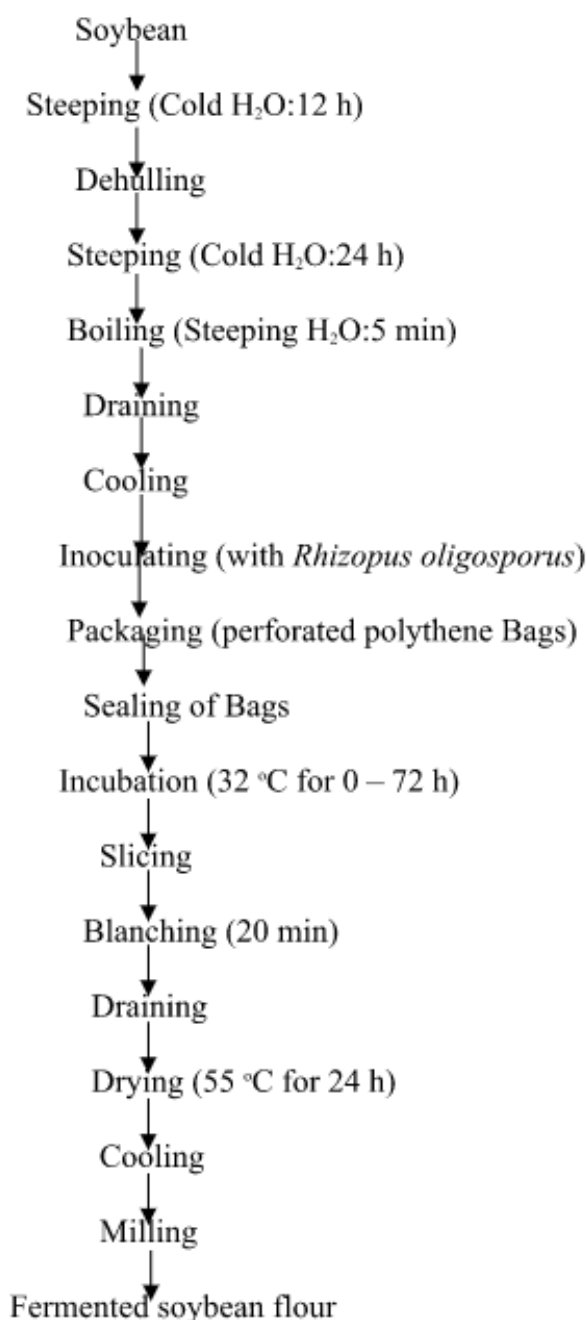 Soybean
Steeping (Cold H₂O:12 h)
Dehulling
Steeping (Cold H₂O:24 h)
Boiling (Steeping H₂O:5 min)
Draining
Cooling
Inoculating (with Rhizopus oligosporus)
Packaging (perforated polythene Bags)
Sealing of Bags
Incubation (32 °C for 0 – 72 h)
Slicing
Blanching (20 min)
Draining
Drying (55 °C for 24 h)
Cooling
Milling
Fermented soybean flour